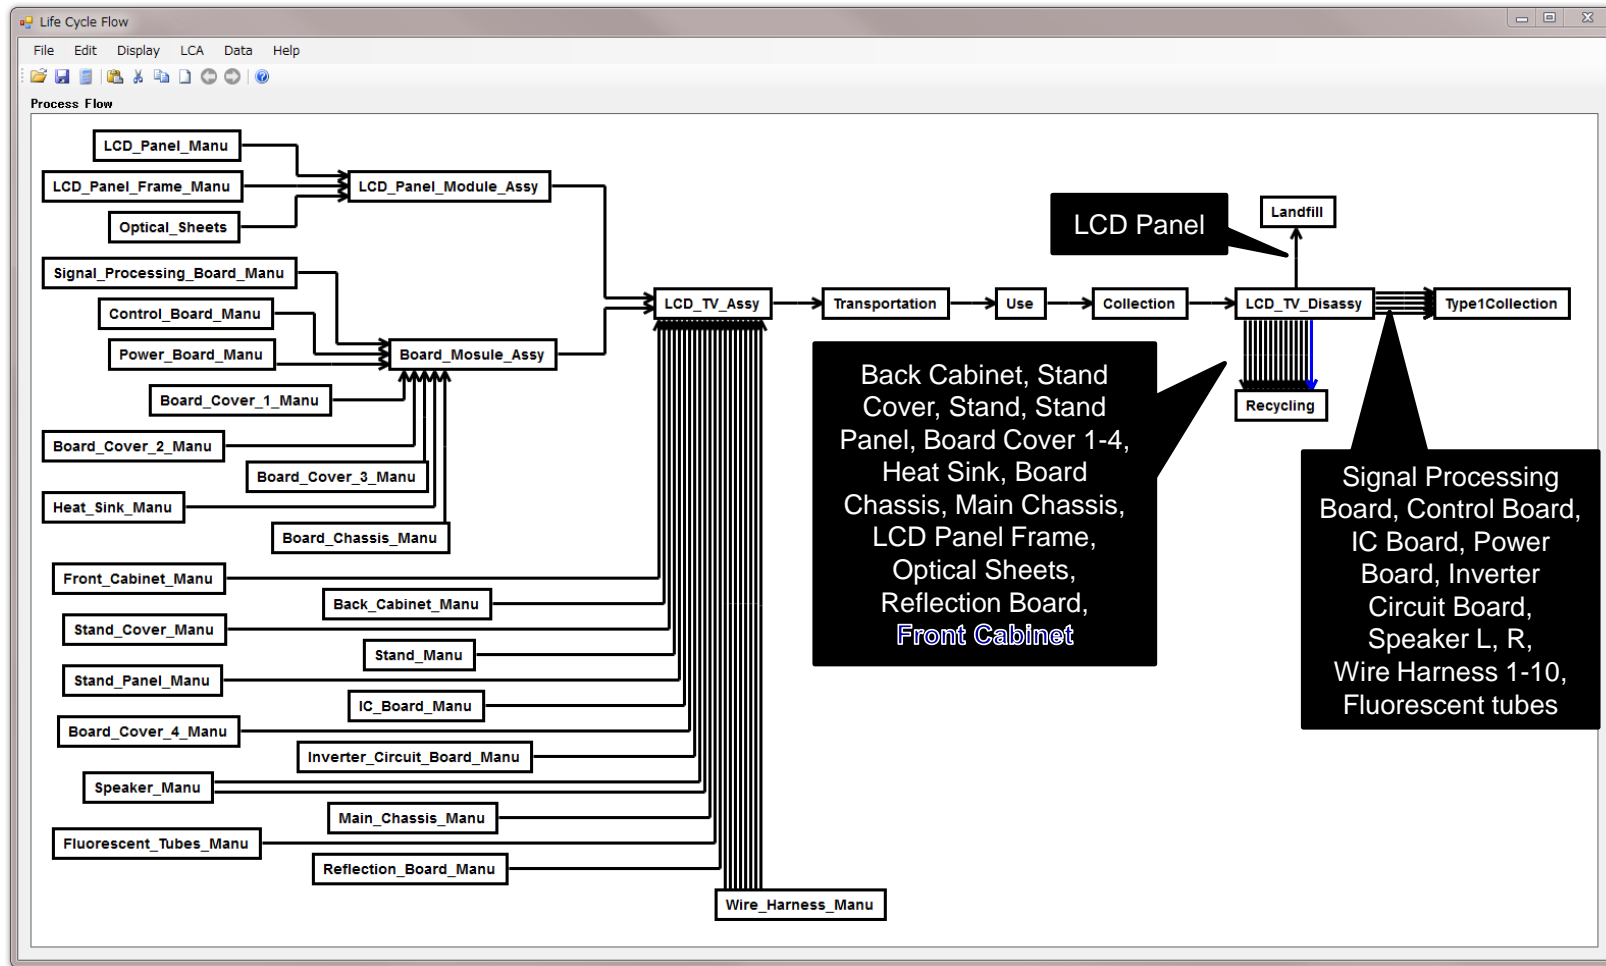 Life Cycle Flow
File Edit Display LCA Data Help
Process Flow
LCD_Panel_Manu
LCD_Panel_Frame_Manu
Optical_Sheets
LCD_Panel_Module_Assy
Signal_Processing_Board_Manu
Control_Board_Manu
Power_Board_Manu
Board_Mosule_Assy
Board_Cover_1_Manu
Board_Cover_2_Manu
Board_Cover_3_Manu
Heat_Sink_Manu
Board_Chassis_Manu
Front_Cabinet_Manu
Back_Cabinet_Manu
Stand_Cover_Manu
Stand_Manu
Stand_Panel_Manu
IC_Board_Manu
Board_Cover_4_Manu
Inverter_Circuit_Board_Manu
Speaker_Manu
Main_Chassis_Manu
Fluorescent_Tubes_Manu
Reflection_Board_Manu
Wire_Harness_Manu
LCD_TV_Assy
Transportation
Use
Collection
LCD_TV_Disassy
Type1Collection
Landfill
Recycling
LCD Panel
Back Cabinet, Stand
Cover, Stand, Stand
Panel, Board Cover 1-4,
Heat Sink, Board
Chassis, Main Chassis,
LCD Panel Frame,
Optical Sheets,
Reflection Board,
Front Cabinet
Signal Processing
Board, Control Board,
IC Board, Power
Board, Inverter
Circuit Board,
Speaker L, R,
Wire Harness 1-10,
Fluorescent tubes